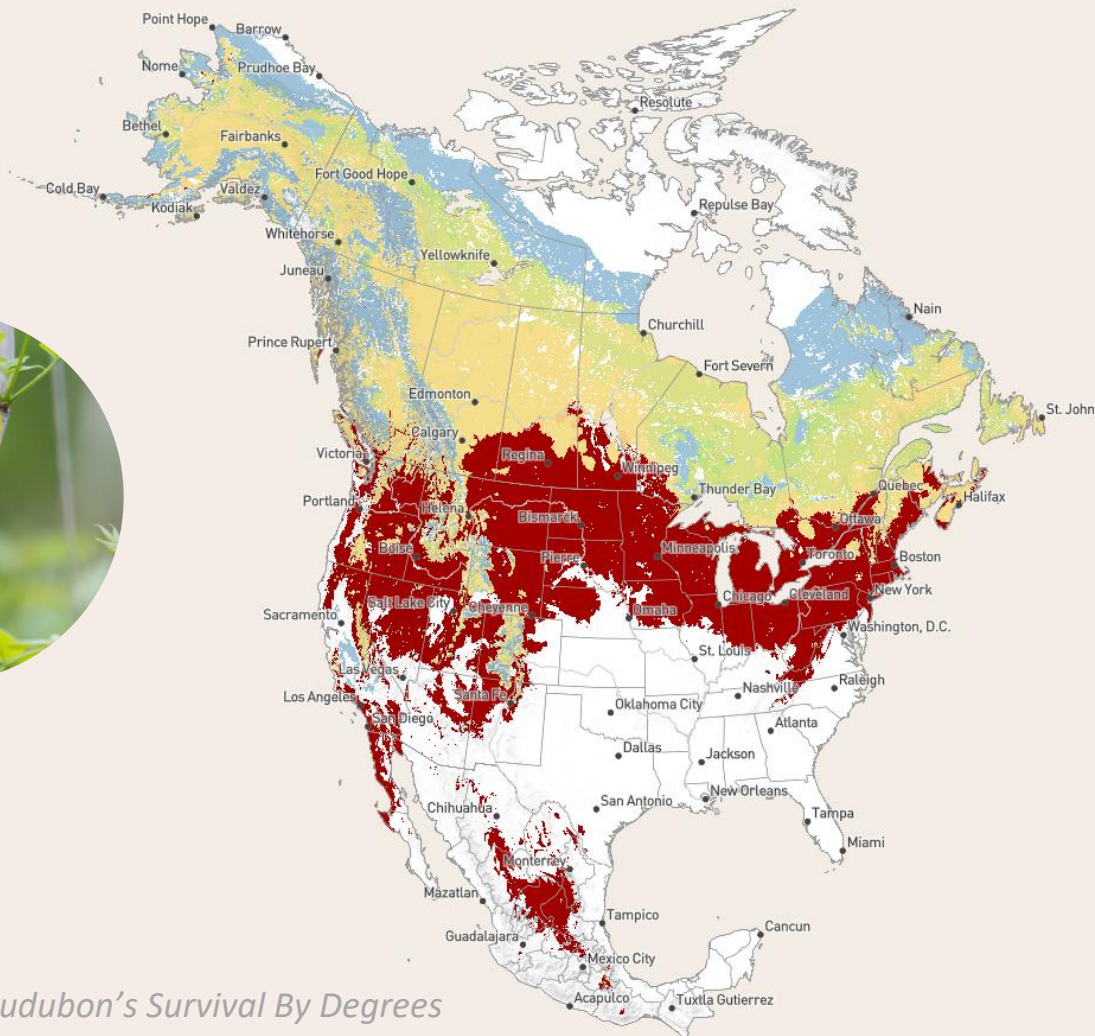 Point Hope
Barrow
Nome
Prudhoe Bay
Resolute
Bethel
Fairbanks
Fort Good Hope
Cold Bay
Valdez
Kodiak
Repulse Bay
Whitehorse
Yellowknife
Juneau
Nain
Churchill
Prince Rupert
Fort Severn
Edmonton
St. John
Calgary
Victoria
Regina
Winnipeg
Thunder Bay
Quebec
Halifax
Portland
Helena
Bismarck
Ottawa
Boise
Pierre
Minneapolis
Toronto
Boston
Salt Lake City
Cheyenne
Omaha
Chicago
Cleveland
New York
Sacramento
Washington, D.C.
St. Louis
Las Vegas
Nashville
Raleigh
Los Angeles
Santa Fe
Oklahoma City
San Diego
Atlanta
Dallas
Jackson
New Orleans
San Antonio
Chihuahua
Tampa
Miami
Monterrey
Mazatlan
Tampico
Cancun
Guadalajara
Mexico City
Acapulco
Tuxtla Gutierrez
udubon's Survival By Degrees